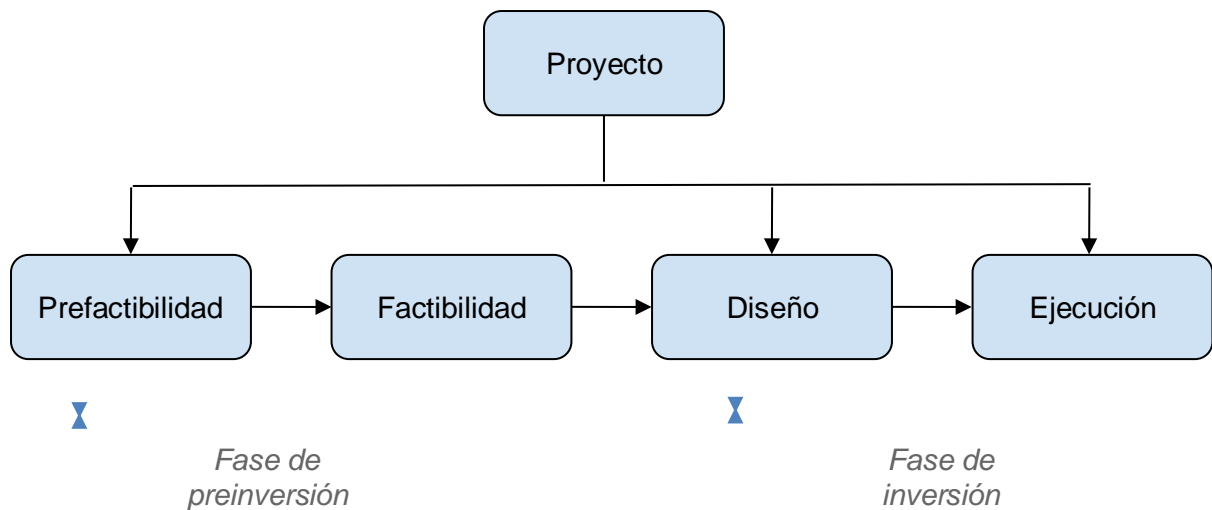 Proyecto
Prefactibilidad
Factibilidad
Diseño
Ejecución
Fase de
preinversión
Fase de
inversión